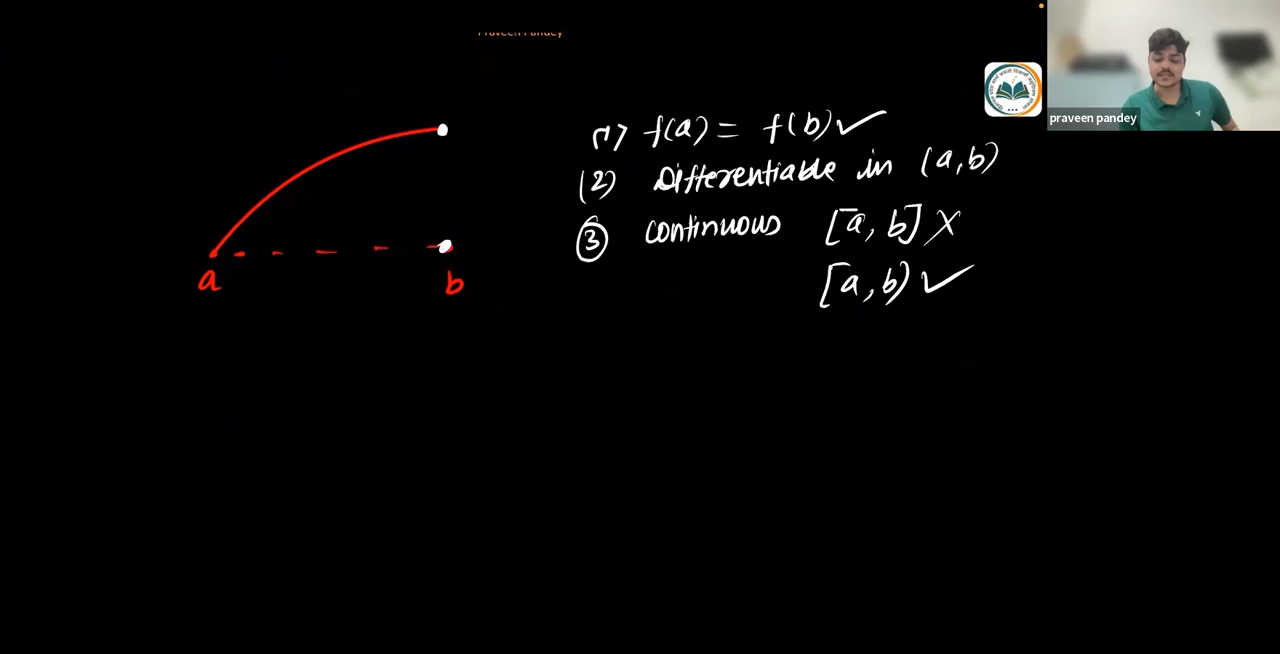 praveen pandey
(1) f(a) = f(b) ✓
(2) Differentiable in (a,b)
③ continuous [a, b] ✗
[a, b) ✓
a b